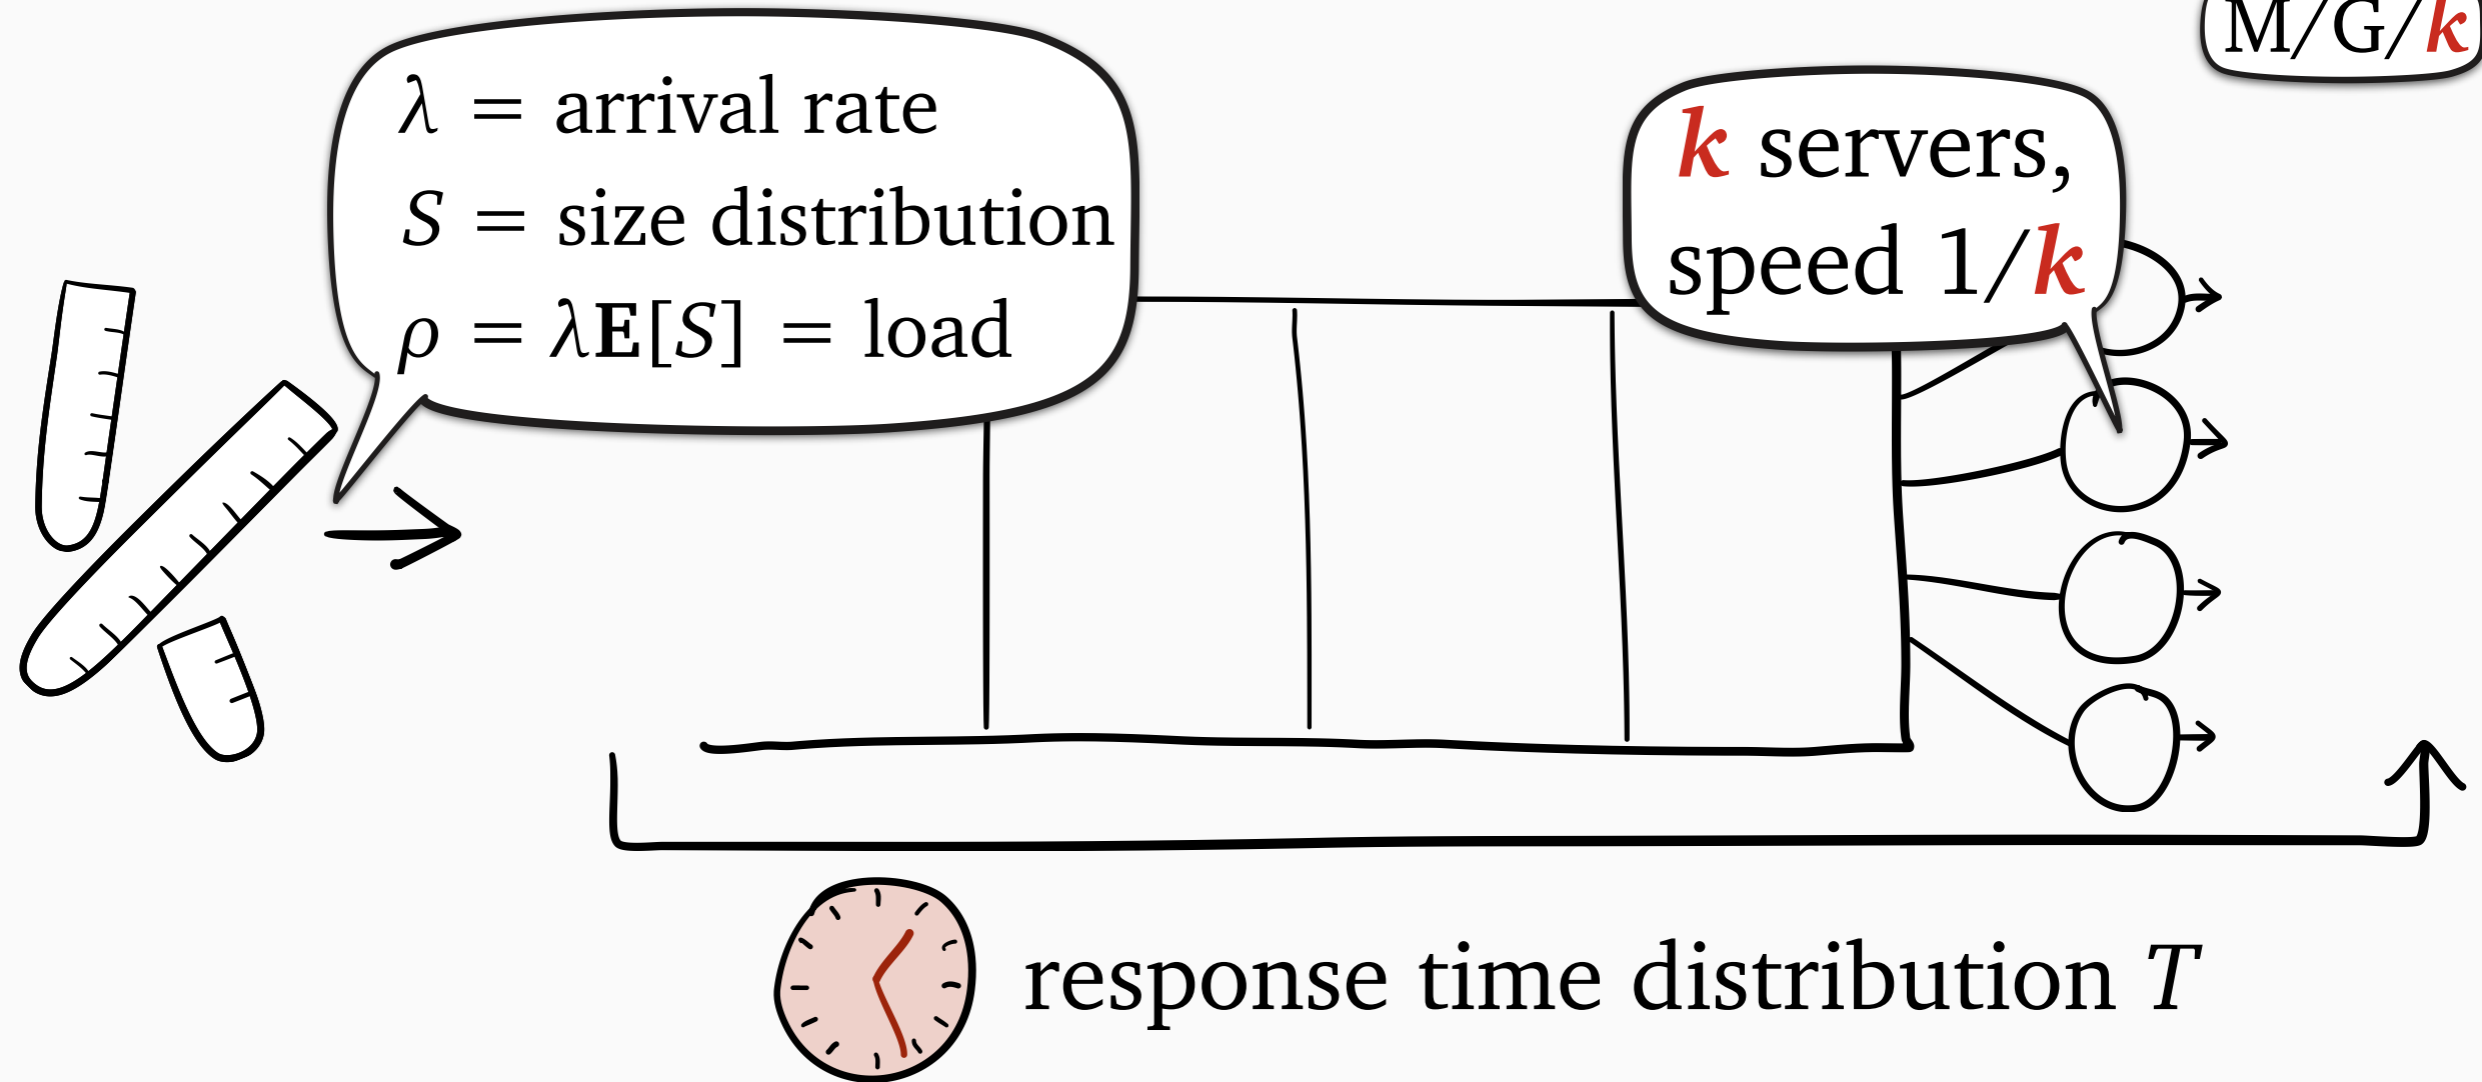 M/G/k
λ = arrival rate
S = size distribution
ρ = λE[S] = load
k servers,
speed 1/k
response time distribution T